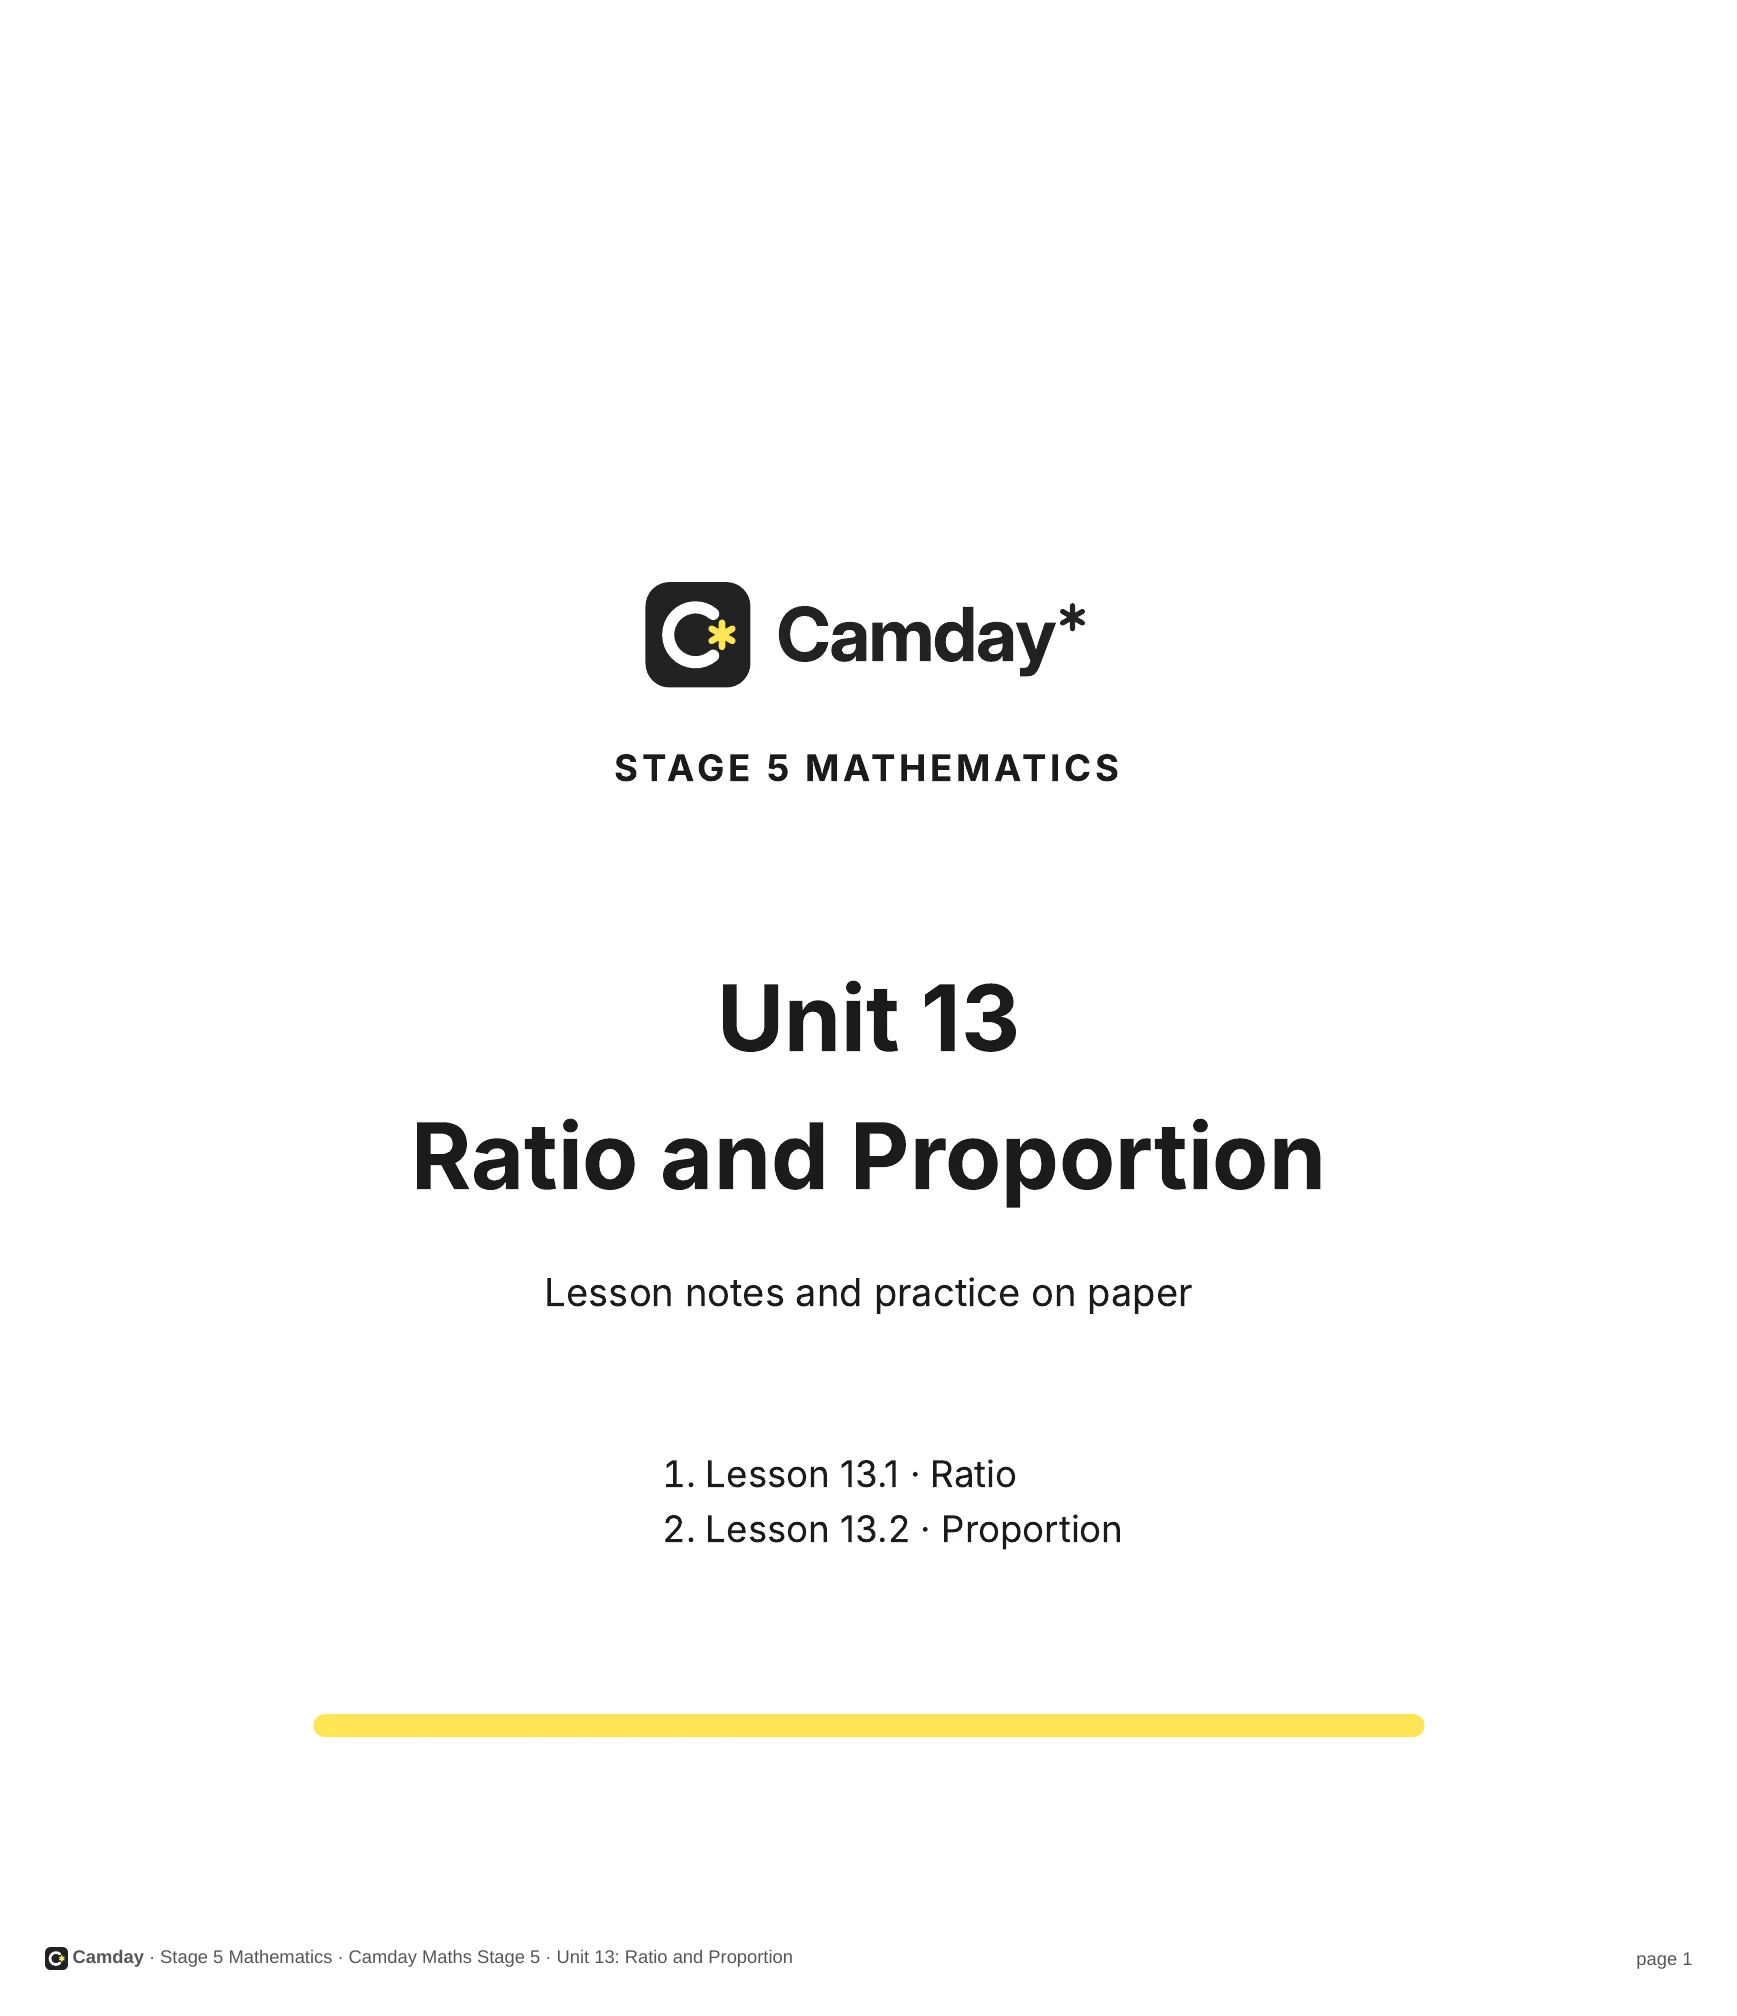 Camday*
STAGE 5 MATHEMATICS
Unit 13
Ratio and Proportion
Lesson notes and practice on paper
1. Lesson 13.1 · Ratio
2. Lesson 13.2 · Proportion
Camday · Stage 5 Mathematics · Camday Maths Stage 5 · Unit 13: Ratio and Proportion
page 1